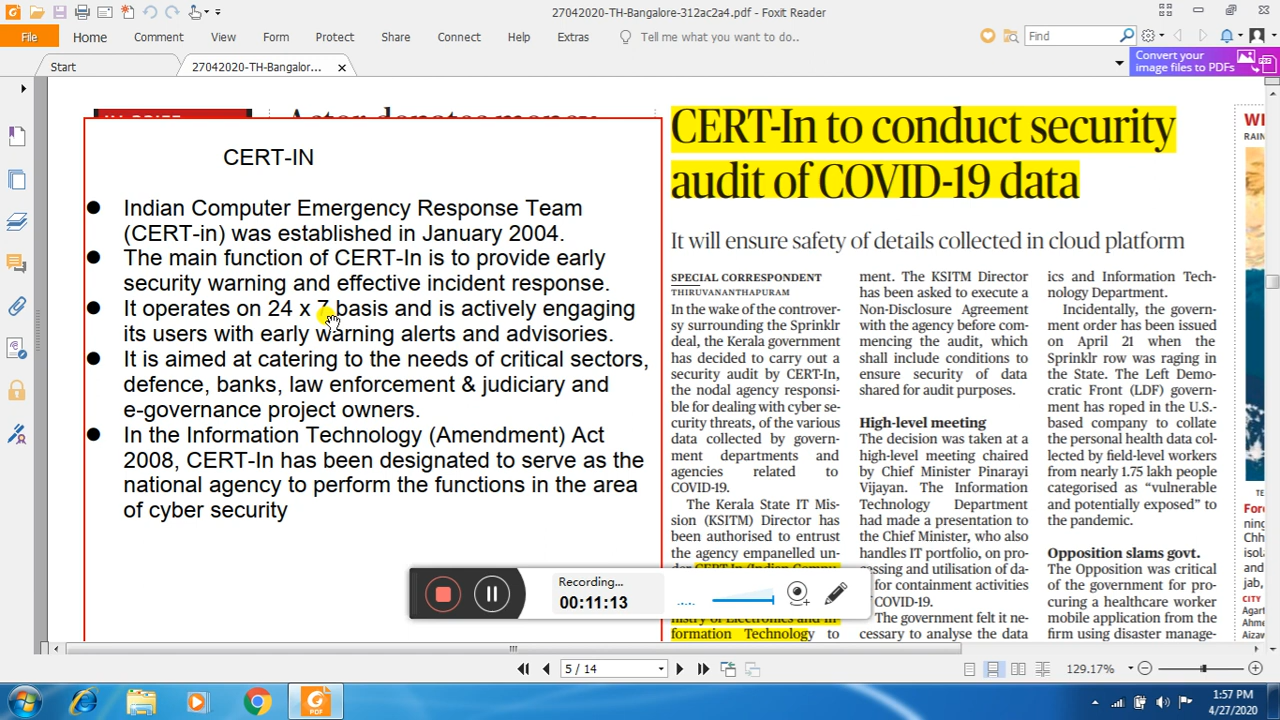 27042020-TH-Bangalore-312ac2a4.pdf - Foxit Reader
File Home Comment View Form Protect Share Connect Help Extras Tell me what you want to do.. Find
Start 27042020-TH-Bangalor...
Convert your
image files to PDFs
CERT-IN
Indian Computer Emergency Response Team
(CERT-in) was established in January 2004.
The main function of CERT-In is to provide early
security warning and effective incident response.
It operates on 24 x 7 basis and is actively engaging
its users with early warning alerts and advisories.
It is aimed at catering to the needs of critical sectors,
defence, banks, law enforcement & judiciary and
e-governance project owners.
In the Information Technology (Amendment) Act
2008, CERT-In has been designated to serve as the
national agency to perform the functions in the area
of cyber security
CERT-In to conduct security
audit of COVID-19 data
It will ensure safety of details collected in cloud platform
SPECIAL CORRESPONDENT
THIRUVANANTHAPURAM
In the wake of the controver-
sy surrounding the Sprinklr
deal, the Kerala government
has decided to carry out a
security audit by CERT-In,
the nodal agency responsi-
ble for dealing with cyber se-
curity threats, of the various
data collected by govern-
ment departments and
agencies related to
COVID-19.
The Kerala State IT Mis-
sion (KSITM) Director has
been authorised to entrust
the agency empanelled un-
formation Technology to
ment. The KSITM Director
has been asked to execute a
Non-Disclosure Agreement
with the agency before com-
mencing the audit, which
shall include conditions to
ensure security of data
shared for audit purposes.
High-level meeting
The decision was taken at a
high-level meeting chaired
by Chief Minister Pinarayi
Vijayan. The Information
Technology Department
had made a presentation to
the Chief Minister, who also
handles IT portfolio, on pro-
cessing and utilisation of da-
for containment activities
COVID-19.
The government felt it ne-
cessary to analyse the data
ics and Information Tech-
nology Department.
Incidentally, the govern-
ment order has been issued
on April 21 when the
Sprinklr row was raging in
the State. The Left Demo-
cratic Front (LDF) govern-
ment has roped in the U.S.-
based company to collate
the personal health data col-
lected by field-level workers
from nearly 1.75 lakh people
categorised as “vulnerable
and potentially exposed” to
the pandemic.
Opposition slams govt.
The Opposition was critical
of the government for pro-
curing a healthcare worker
mobile application from the
firm using disaster manage-
RAIN
ning
Chh
isol
and
jab,
CITY
Agart
Ahme
Aizaw
Recording...
00:11:13
5 / 14
129.17%
PDF
1:57 PM
4/27/2020